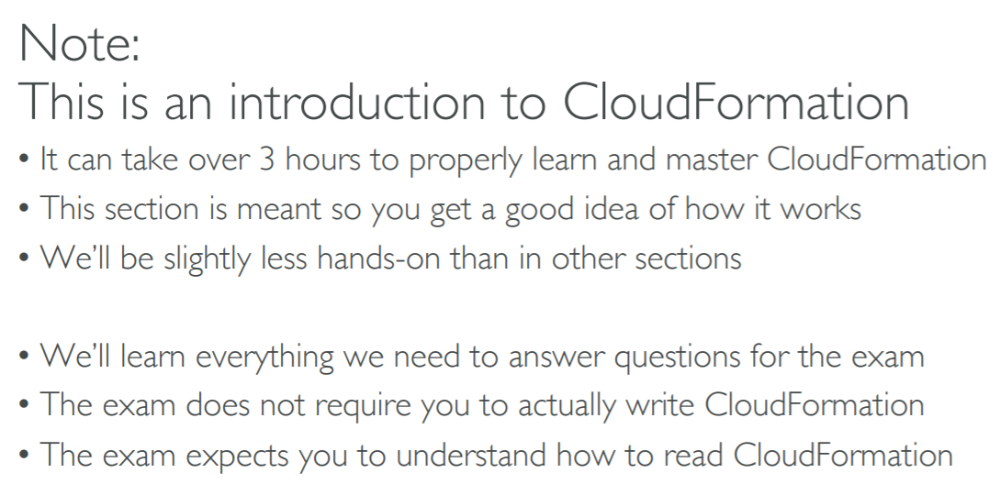 Note:
This is an introduction to CloudFormation
• It can take over 3 hours to properly learn and master CloudFormation
• This section is meant so you get a good idea of how it works
• We’ll be slightly less hands-on than in other sections
• We’ll learn everything we need to answer questions for the exam
• The exam does not require you to actually write CloudFormation
• The exam expects you to understand how to read CloudFormation